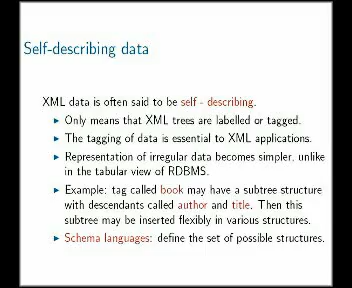 Self-describing data
XML data is often said to be self - describing.
▶ Only means that XML trees are labelled or tagged.
▶ The tagging of data is essential to XML applications.
▶ Representation of irregular data becomes simpler, unlike
in the tabular view of RDBMS.
▶ Example: tag called book may have a subtree structure
with descendants called author and title. Then this
subtree may be inserted flexibly in various structures.
▶ Schema languages: define the set of possible structures.